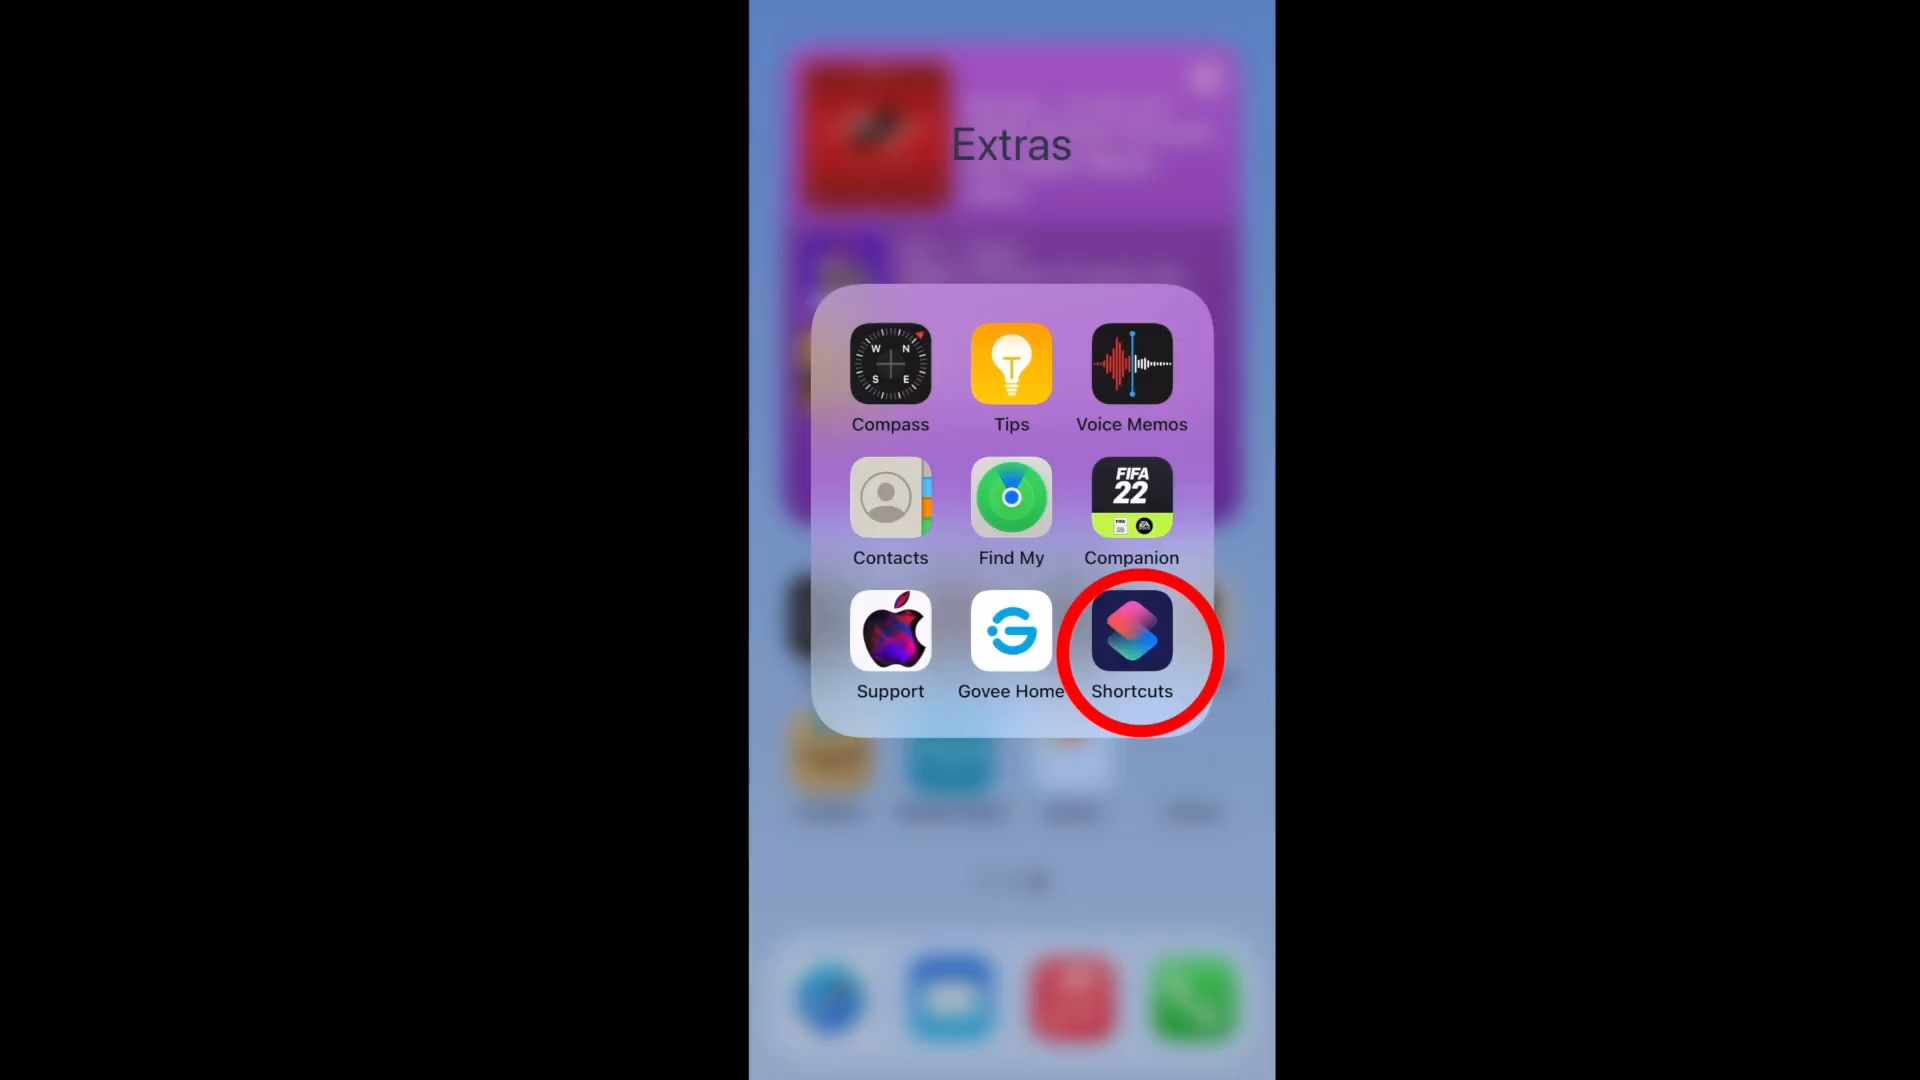 Extras
W N
S E
Compass
T
Tips
Voice Memos
Contacts
Find My
FIFA
22
Companion
Support
G
Govee Home
Shortcuts